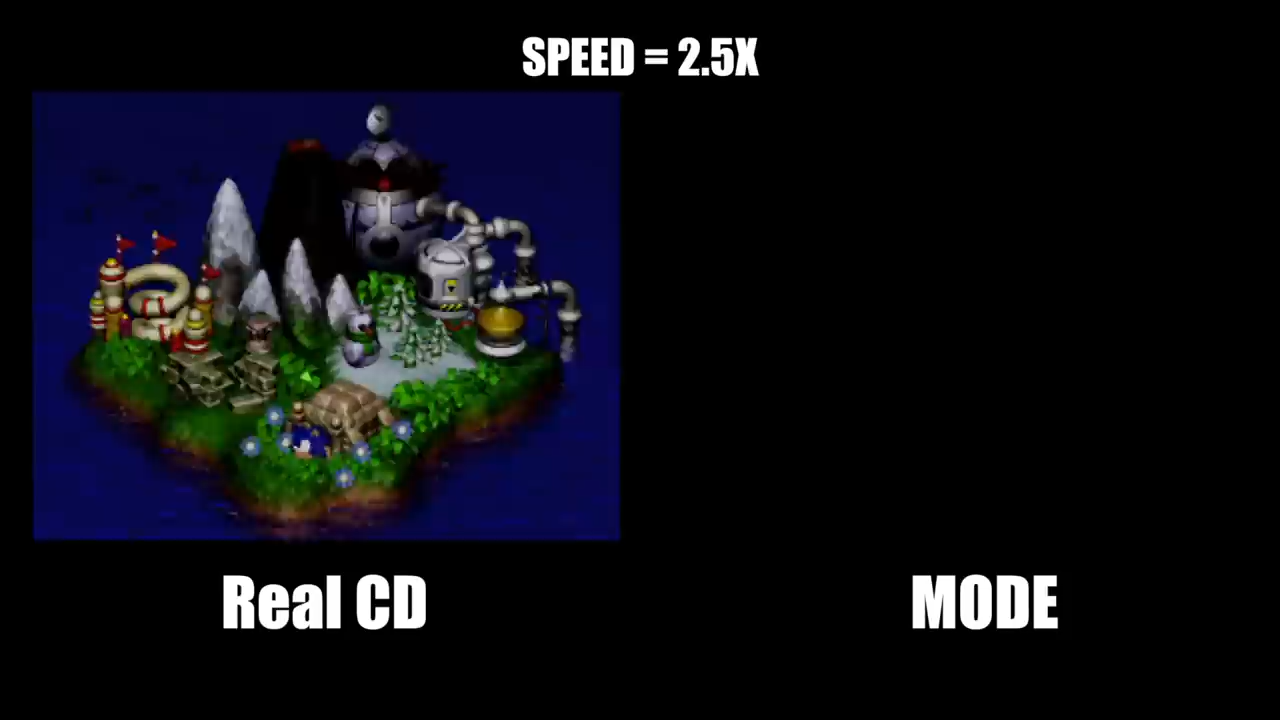 SPEED = 2.5X
Real CD
MODE